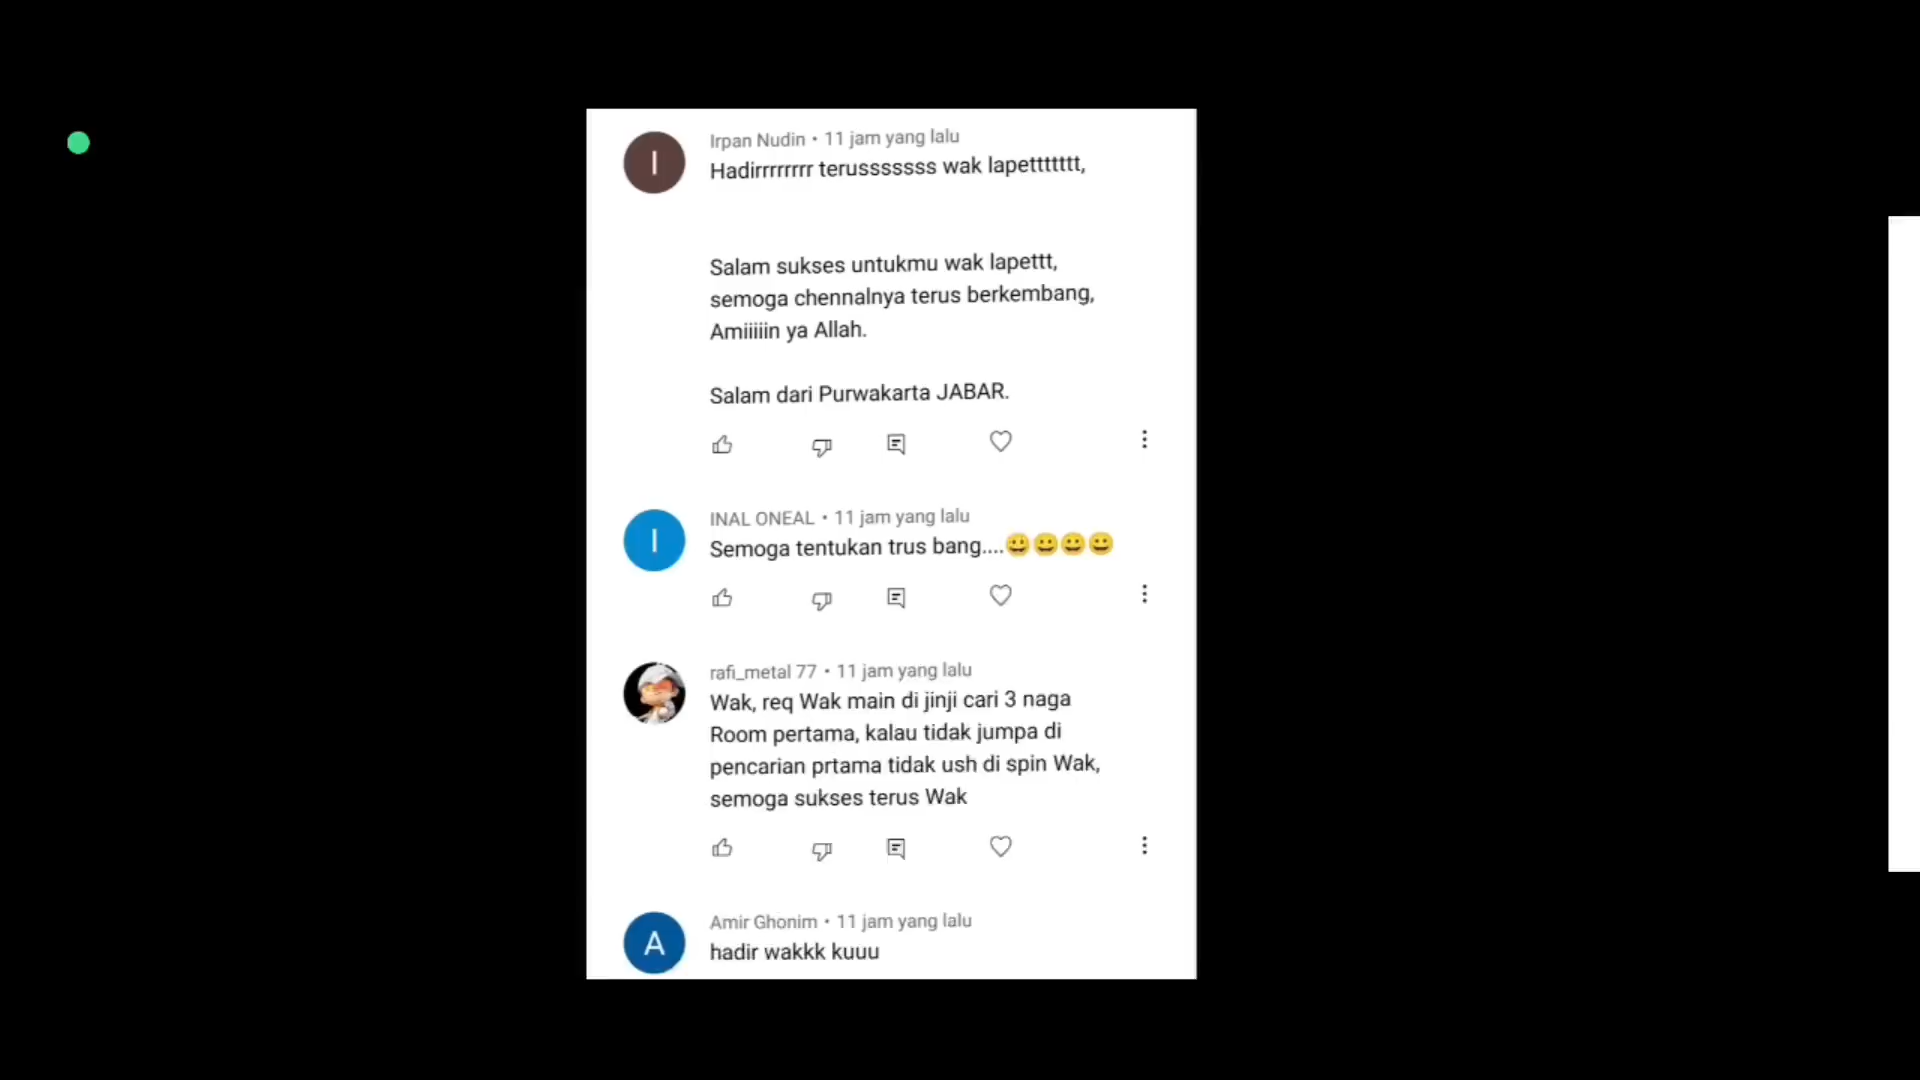 I
Irpan Nudin • 11 jam yang lalu
Hadirrrrrrrr terusssssss wak lapettttttt,
Salam sukses untukmu wak lapettt,
semoga chennalnya terus berkembang,
Amiiiiin ya Allah.
Salam dari Purwakarta JABAR.
I
INAL ONEAL • 11 jam yang lalu
Semoga tentukan trus bang....😀😀😀😀
rafi_metal 77 • 11 jam yang lalu
Wak, req Wak main di jinji cari 3 naga
Room pertama, kalau tidak jumpa di
pencarian prtama tidak ush di spin Wak,
semoga sukses terus Wak
A
Amir Ghonim • 11 jam yang lalu
hadir wakkk kuuu